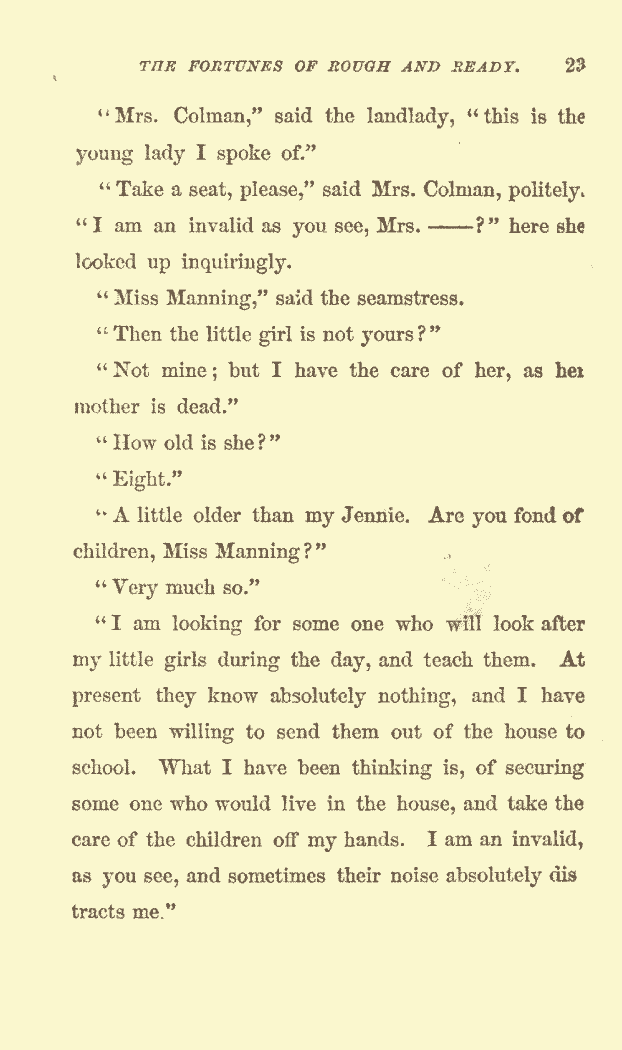 THE FORTUNES OF ROUGH AND READY. 23
"Mrs. Colman," said the landlady, "this is the
young lady I spoke of."
"Take a seat, please," said Mrs. Colman, politely.
"I am an invalid as you see, Mrs. ——?" here she
looked up inquiringly.
"Miss Manning," said the seamstress.
"Then the little girl is not yours?"
"Not mine; but I have the care of her, as her
mother is dead."
"How old is she?"
"Eight."
"A little older than my Jennie. Are you fond of
children, Miss Manning?"
"Very much so."
"I am looking for some one who will look after
my little girls during the day, and teach them. At
present they know absolutely nothing, and I have
not been willing to send them out of the house to
school. What I have been thinking is, of securing
some one who would live in the house, and take the
care of the children off my hands. I am an invalid,
as you see, and sometimes their noise absolutely dis
tracts me."